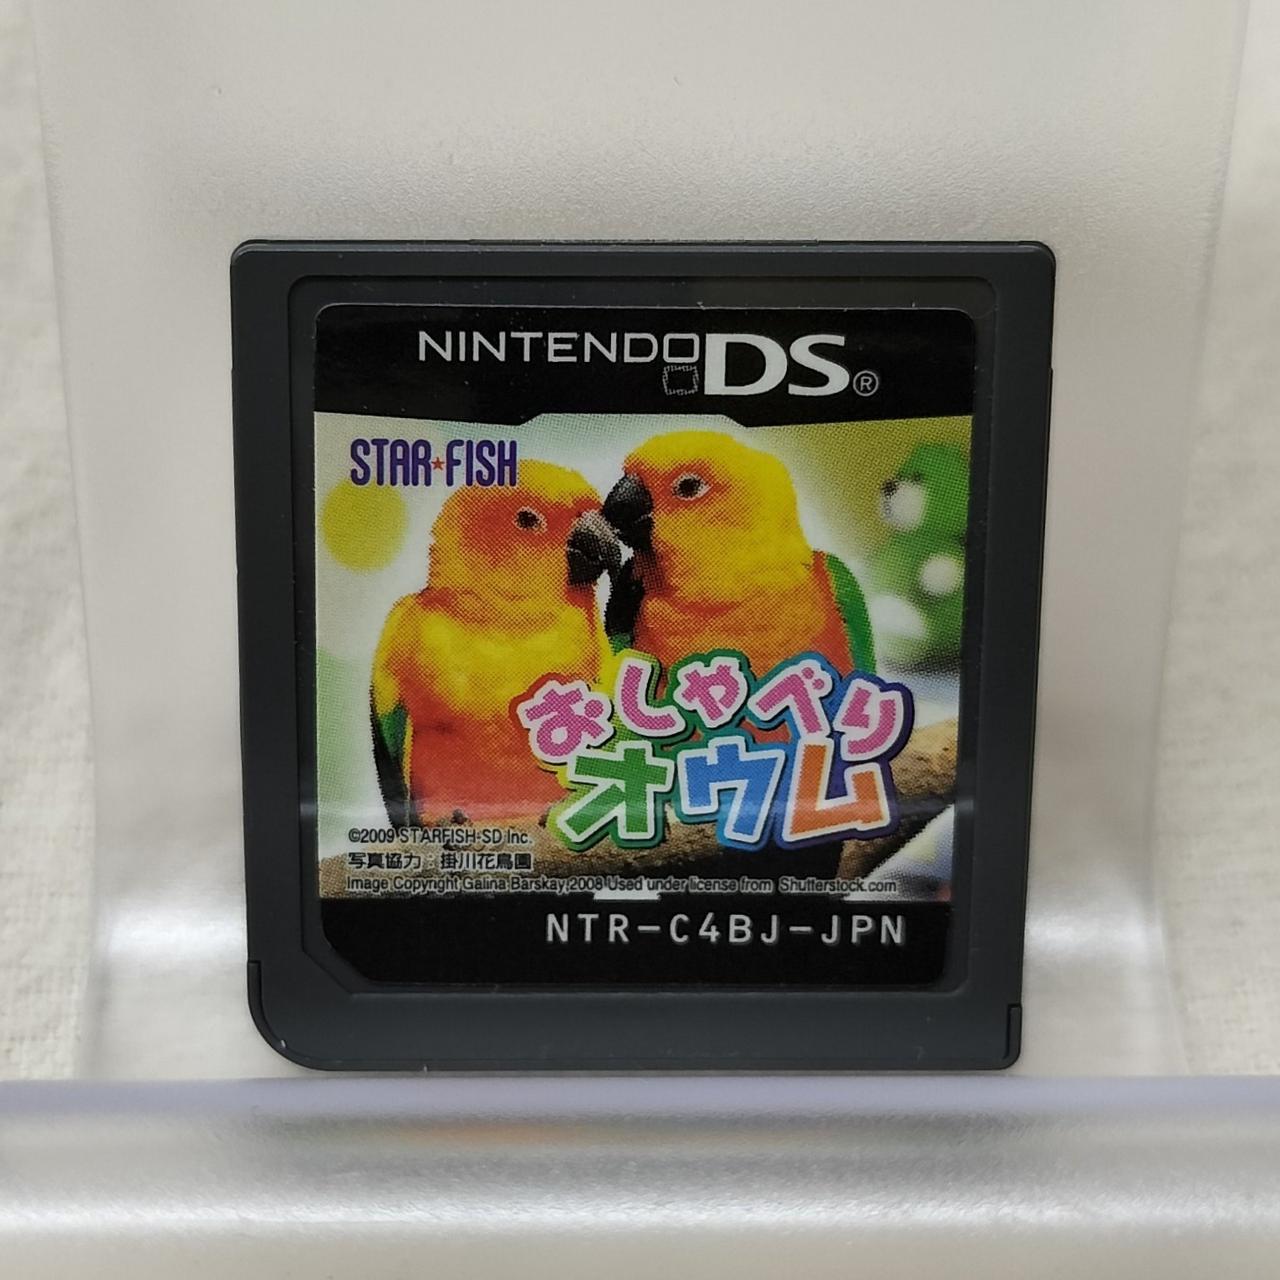 NINTENDO DS®
STAR★FISH
おしゃべり
オウム
©2009 STARFISH-SD Inc.
写真協力：掛川花鳥園
Image Copyright Galina Barskay,2008 Used under license from Shutterstock.com
NTR-C4BJ-JPN